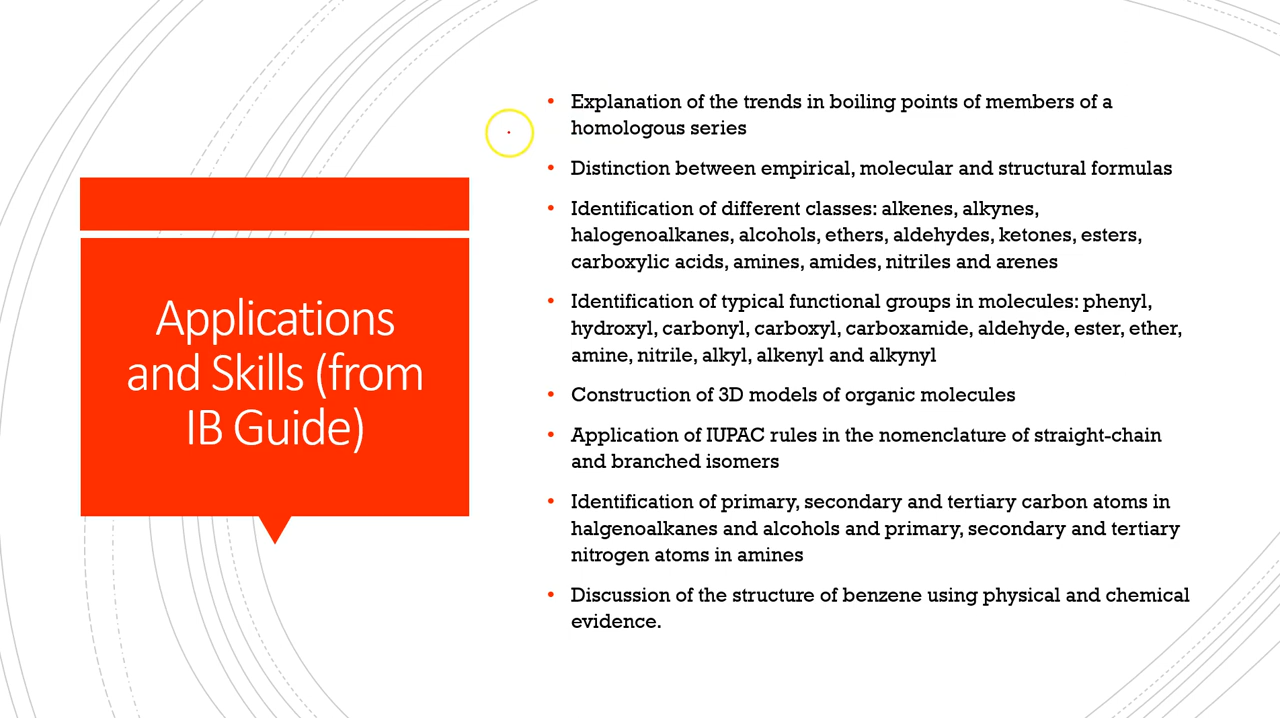 Applications
and Skills (from
IB Guide)
• Explanation of the trends in boiling points of members of a
homologous series
• Distinction between empirical, molecular and structural formulas
• Identification of different classes: alkenes, alkynes,
halogenoalkanes, alcohols, ethers, aldehydes, ketones, esters,
carboxylic acids, amines, amides, nitriles and arenes
• Identification of typical functional groups in molecules: phenyl,
hydroxyl, carbonyl, carboxyl, carboxamide, aldehyde, ester, ether,
amine, nitrile, alkyl, alkenyl and alkynyl
• Construction of 3D models of organic molecules
• Application of IUPAC rules in the nomenclature of straight-chain
and branched isomers
• Identification of primary, secondary and tertiary carbon atoms in
halgenoalkanes and alcohols and primary, secondary and tertiary
nitrogen atoms in amines
• Discussion of the structure of benzene using physical and chemical
evidence.